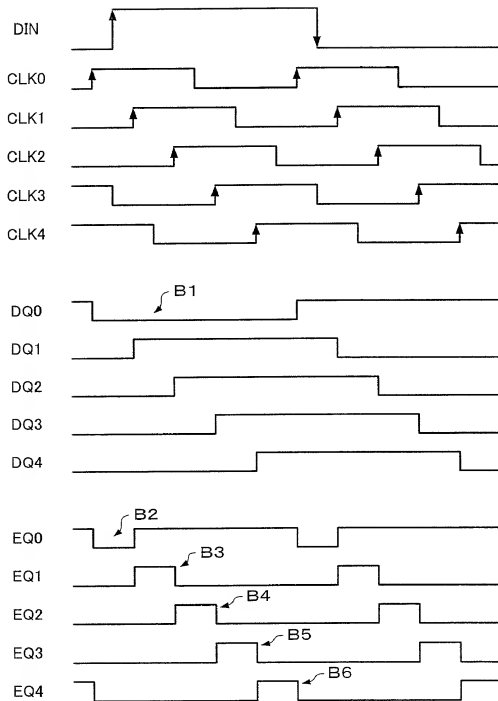 DIN
CLK0
CLK1
CLK2
CLK3
CLK4
B1
DQ0
DQ1
DQ2
DQ3
DQ4
B2
EQ0
B3
EQ1
B4
EQ2
B5
EQ3
B6
EQ4